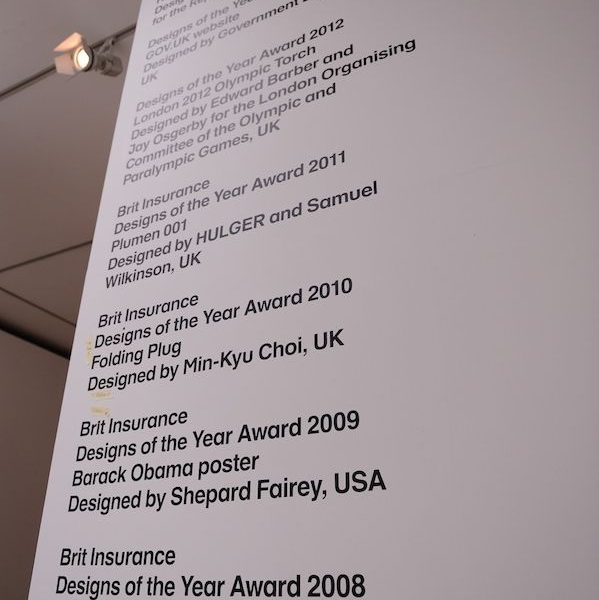 Designs of the Year
GOV.UK website
Designed by Government
UK
Designs of the Year Award 2012
London 2012 Olympic Torch
Designed by Edward Barber and
Jay Osgerby for the London Organising
Committee of the Olympic and
Paralympic Games, UK
Brit Insurance
Designs of the Year Award 2011
Plumen 001
Designed by HULGER and Samuel
Wilkinson, UK
Brit Insurance
Designs of the Year Award 2010
Folding Plug
Designed by Min-Kyu Choi, UK
Brit Insurance
Designs of the Year Award 2009
Barack Obama poster
Designed by Shepard Fairey, USA
Brit Insurance
Designs of the Year Award 2008